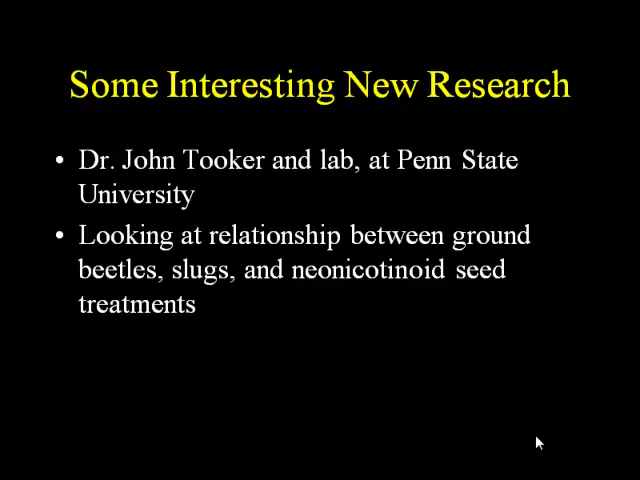 Some Interesting New Research
• Dr. John Tooker and lab, at Penn State
University
• Looking at relationship between ground
beetles, slugs, and neonicotinoid seed
treatments